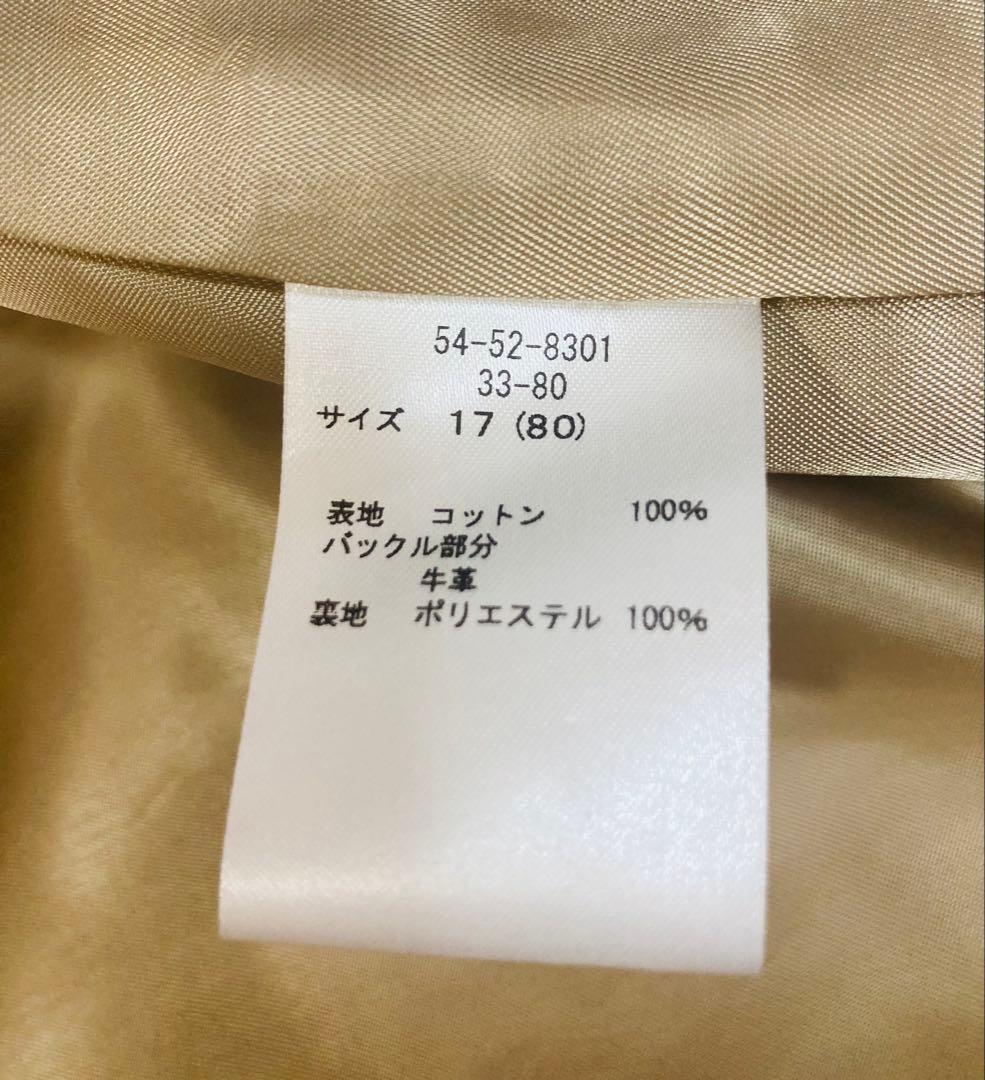 54-52-8301
33-80
サイズ 17 (80)
表地 コットン 100%
バックル部分
牛革
裏地 ポリエステル 100%